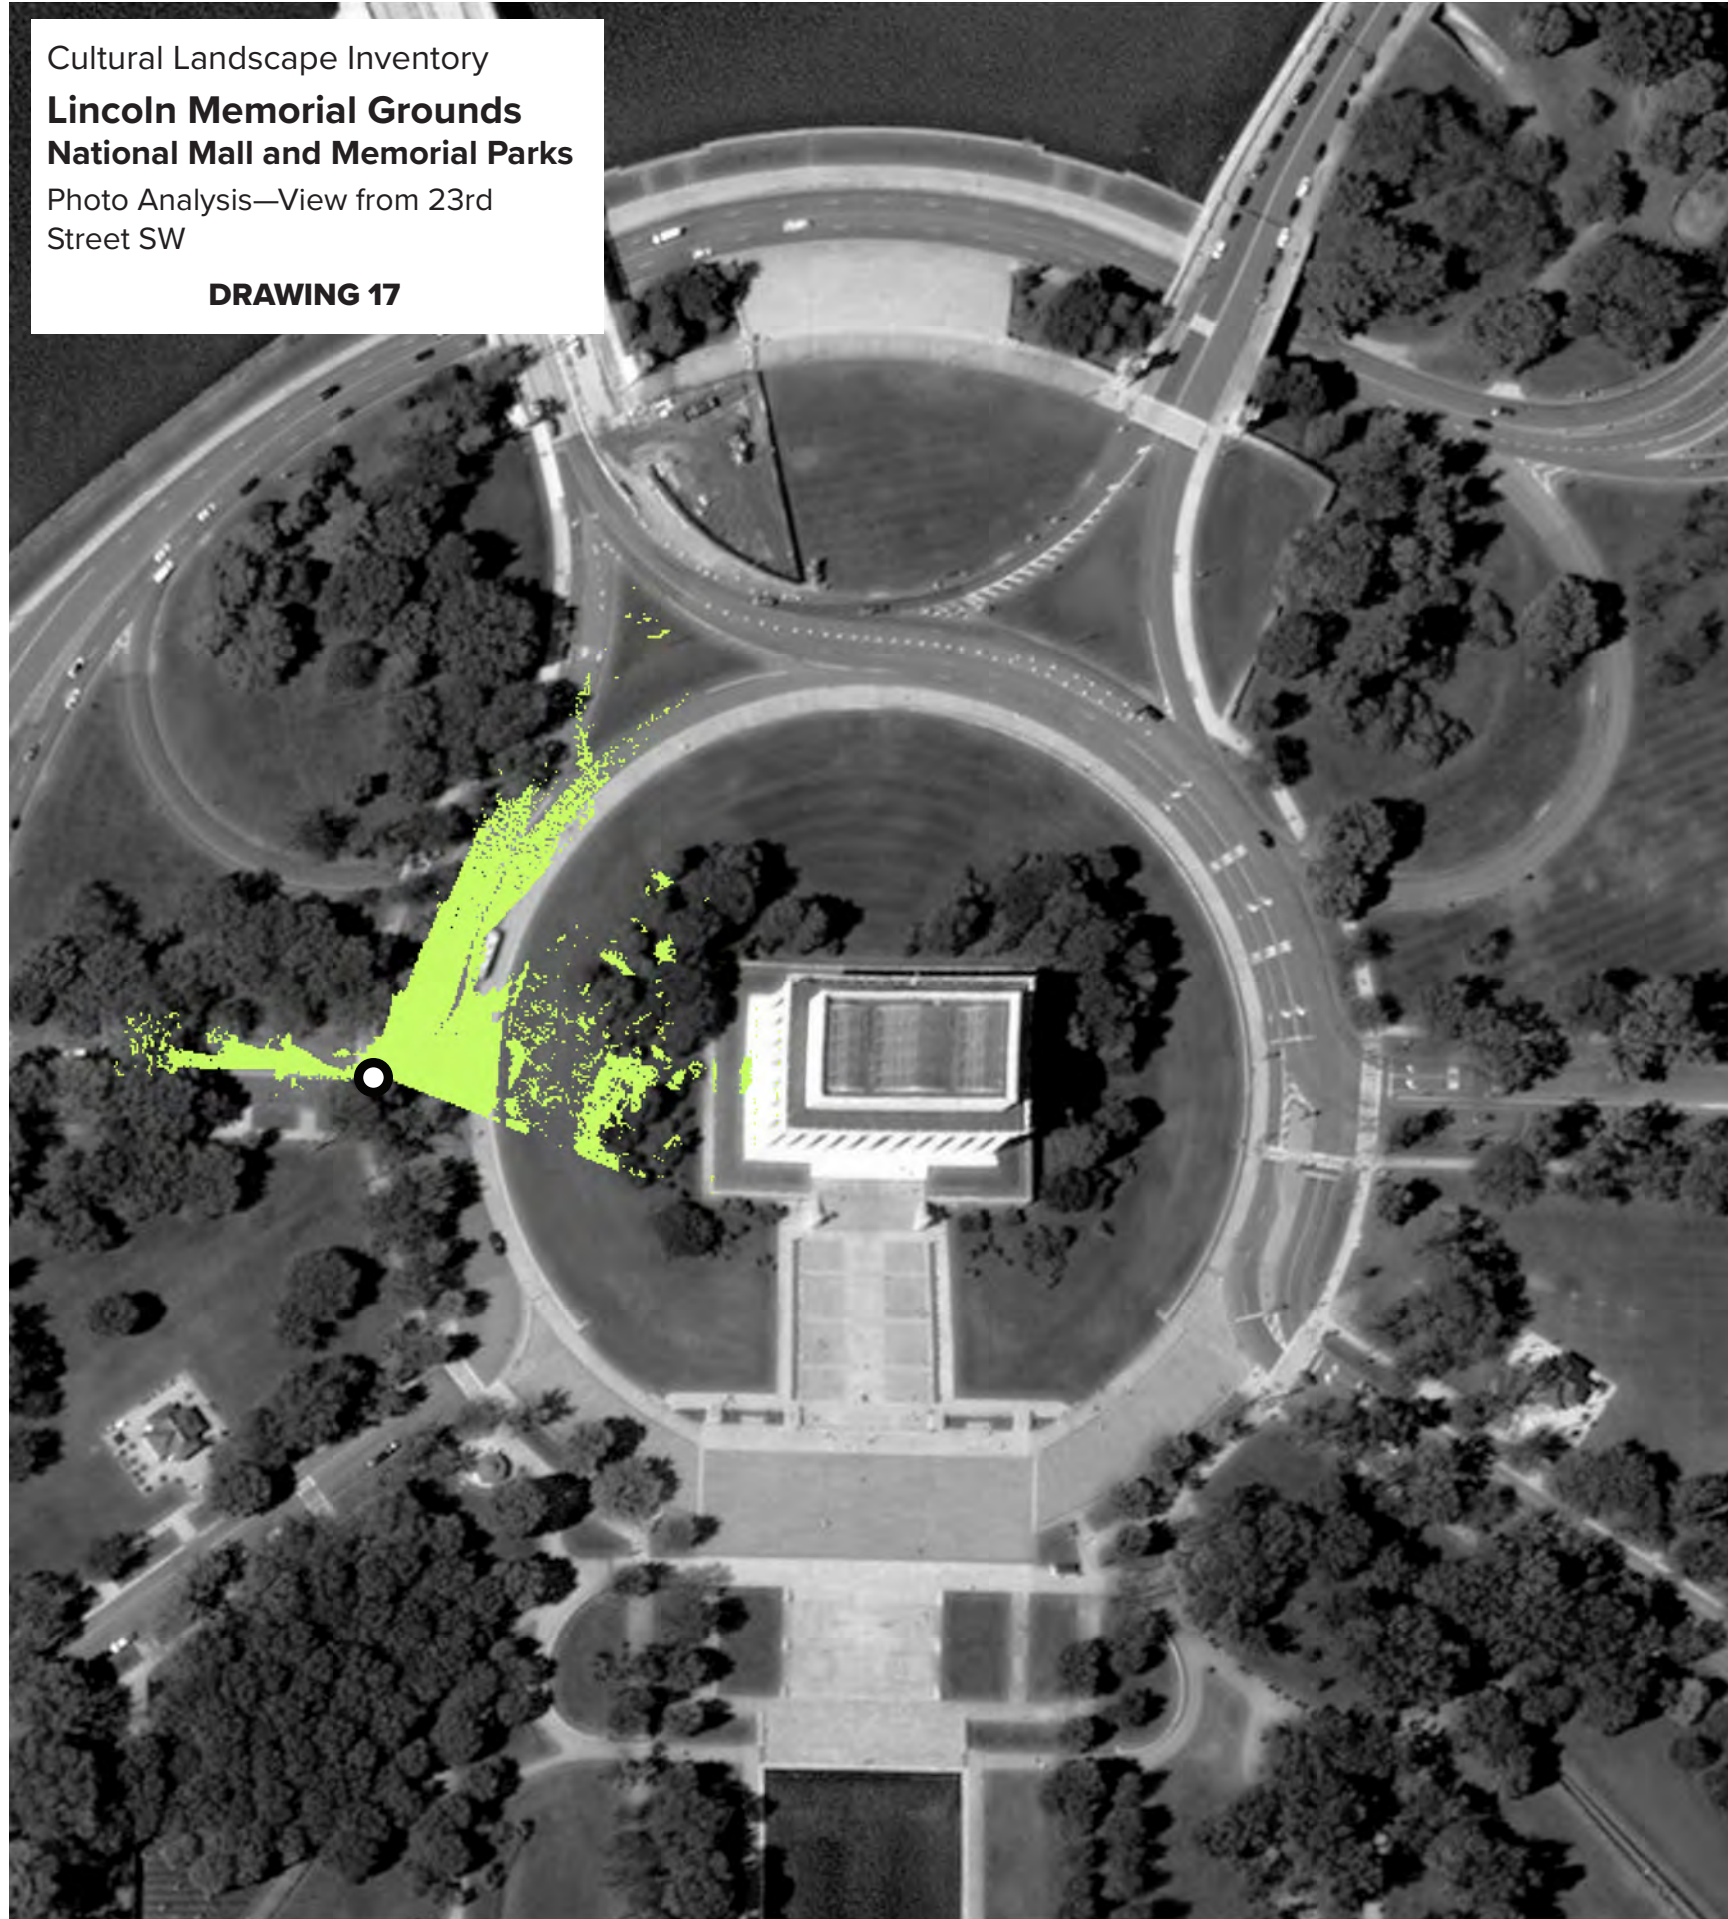 Cultural Landscape Inventory
Lincoln Memorial Grounds
National Mall and Memorial Parks
Photo Analysis—View from 23rd
Street SW
DRAWING 17